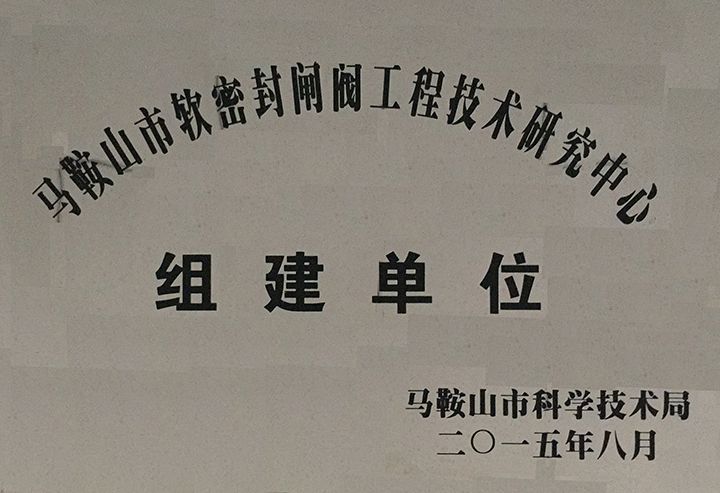 马鞍山市软密封闸阀工程技术研究中心
组建单位
马鞍山市科学技术局
二〇一五年八月